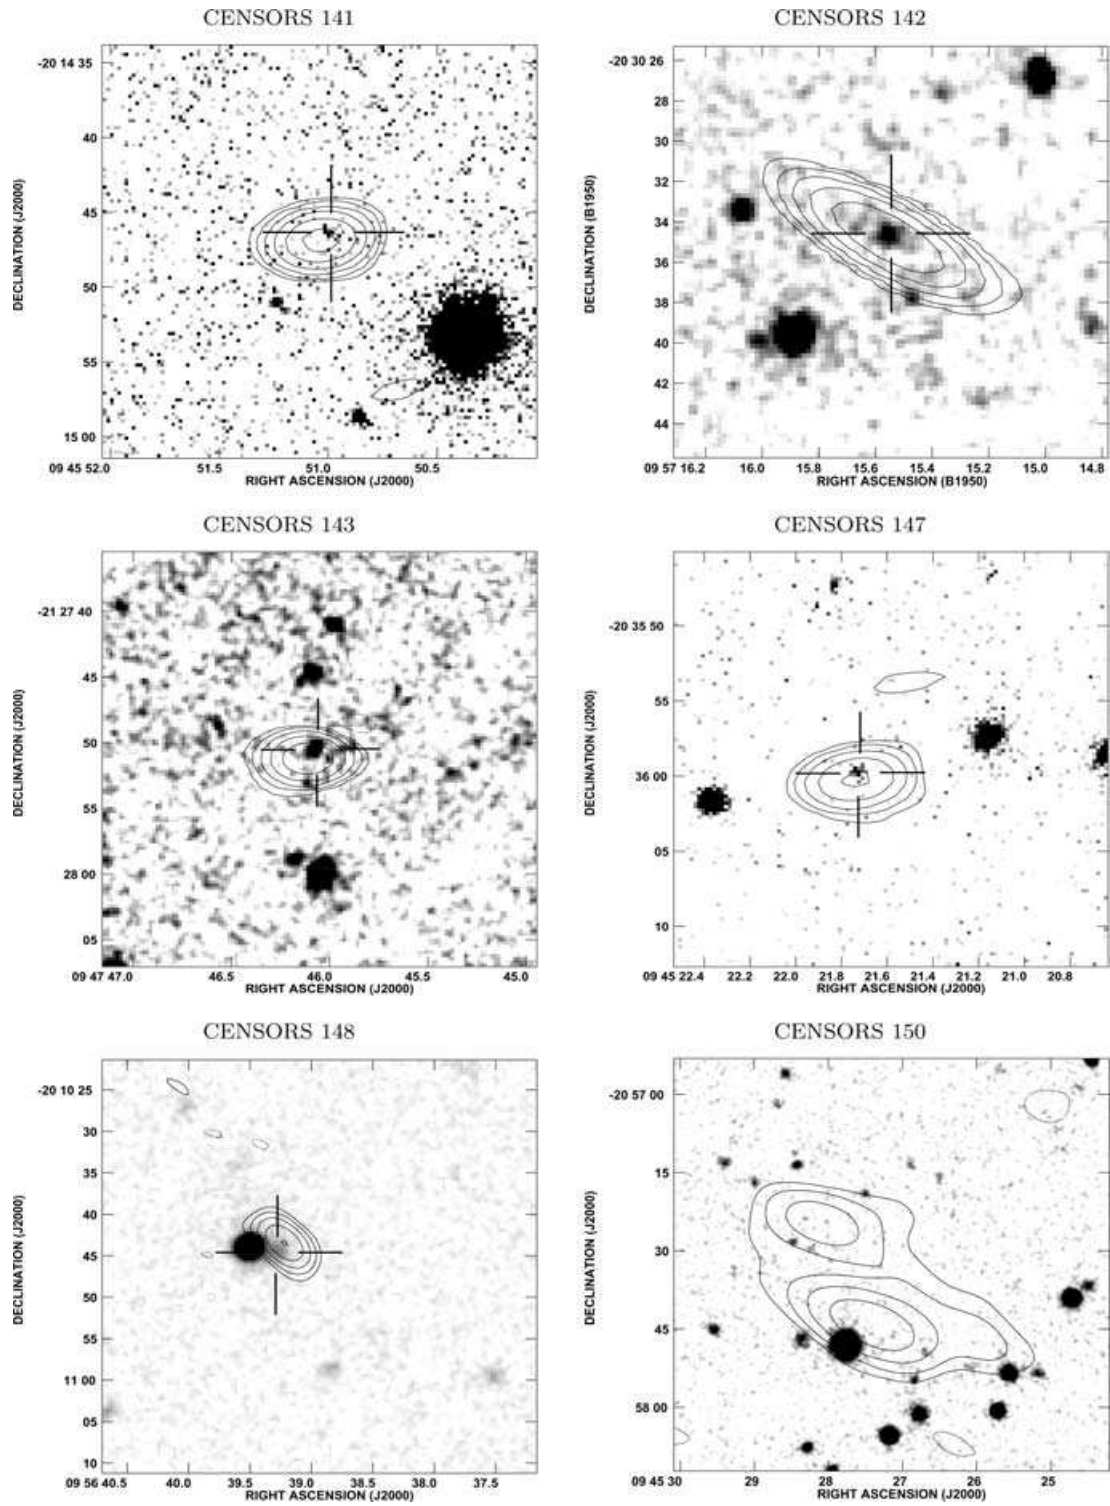 CENSORS 141
CENSORS 142
-20 14 35
40
45
50
55
15 00
DECLINATION (J2000)
09 45 52.0
51.5
51.0
50.5
RIGHT ASCENSION (J2000)
-20 30 26
28
30
32
34
36
38
40
42
44
DECLINATION (B1950)
09 57 16.2
16.0
15.8
15.6
15.4
15.2
15.0
14.8
RIGHT ASCENSION (B1950)
CENSORS 143
CENSORS 147
-21 27 40
45
50
55
28 00
05
DECLINATION (J2000)
09 47 47.0
46.5
46.0
45.5
45.0
RIGHT ASCENSION (J2000)
-20 35 50
55
36 00
05
10
DECLINATION (J2000)
09 45 22.4
22.2
22.0
21.8
21.6
21.4
21.2
21.0
20.8
RIGHT ASCENSION (J2000)
CENSORS 148
CENSORS 150
-20 10 25
30
35
40
45
50
55
11 00
05
10
DECLINATION (J2000)
09 56 40.5
40.0
39.5
39.0
38.5
38.0
37.5
RIGHT ASCENSION (J2000)
-20 57 00
15
30
45
58 00
DECLINATION (J2000)
09 45 30
29
28
27
26
25
RIGHT ASCENSION (J2000)